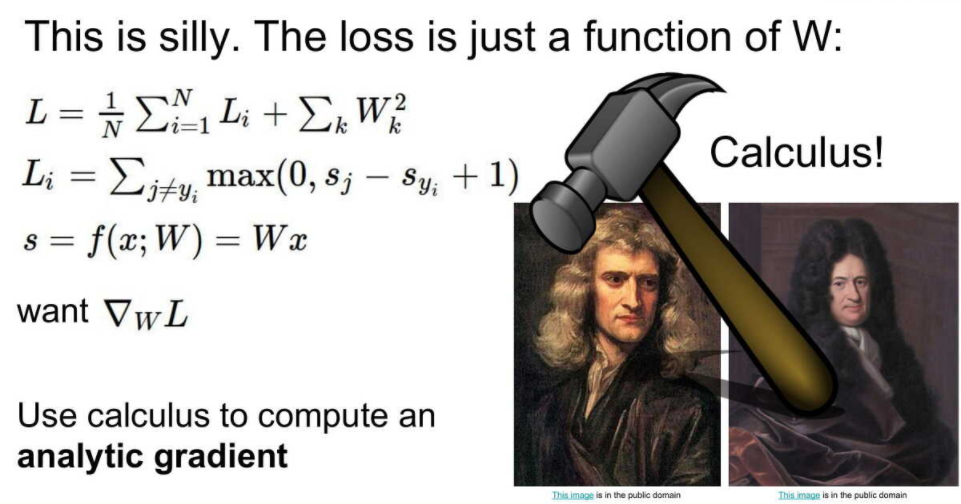 This is silly. The loss is just a function of W:
L = \frac{1}{N} \sum_{i=1}^{N} L_i + \sum_k W_k^2
L_i = \sum_{j \neq y_i} \max(0, s_j - s_{y_i} + 1)
s = f(x; W) = Wx
want \nabla_W L
Calculus!
Use calculus to compute an
analytic gradient
This image is in the public domain
This image is in the public domain